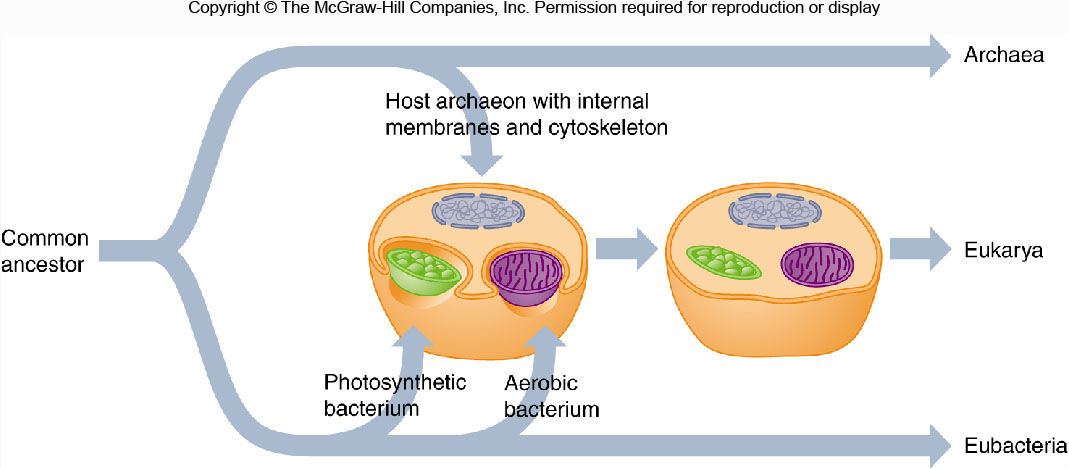 Copyright © The McGraw-Hill Companies, Inc. Permission required for reproduction or display
Archaea
Host archaeon with internal
membranes and cytoskeleton
Common
ancestor
Eukarya
Photosynthetic
bacterium
Aerobic
bacterium
Eubacteria